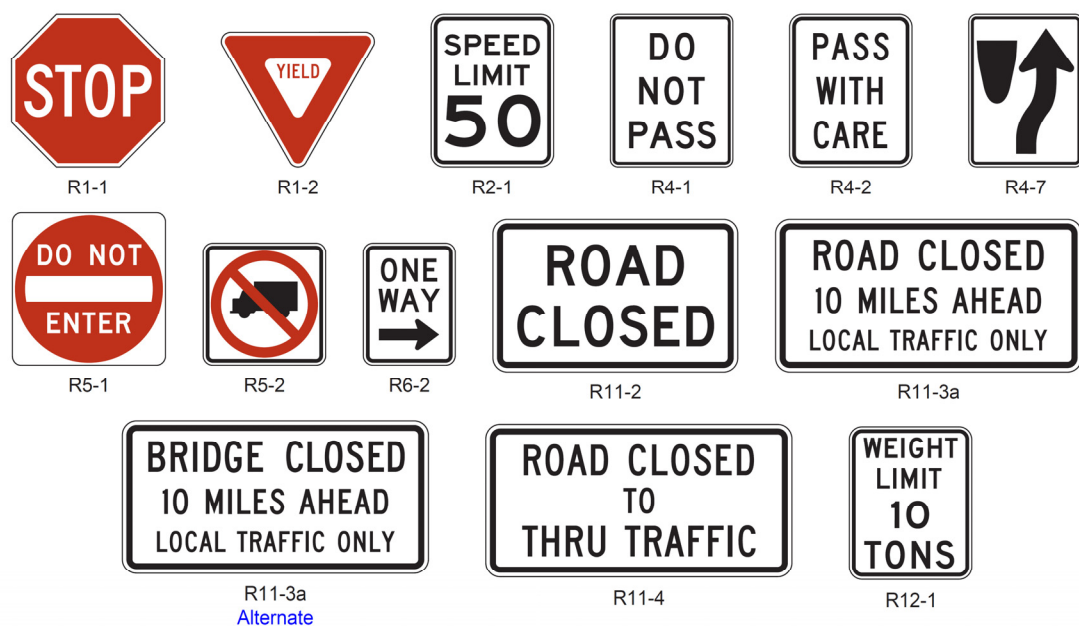 STOP
YIELD
SPEED
LIMIT
50
DO
NOT
PASS
PASS
WITH
CARE
R1-1
R1-2
R2-1
R4-1
R4-2
R4-7
DO NOT
ENTER
ONE
WAY
ROAD
CLOSED
ROAD CLOSED
10 MILES AHEAD
LOCAL TRAFFIC ONLY
R5-1
R5-2
R6-2
R11-2
R11-3a
BRIDGE CLOSED
10 MILES AHEAD
LOCAL TRAFFIC ONLY
ROAD CLOSED
TO
THRU TRAFFIC
WEIGHT
LIMIT
10
TONS
R11-3a
Alternate
R11-4
R12-1